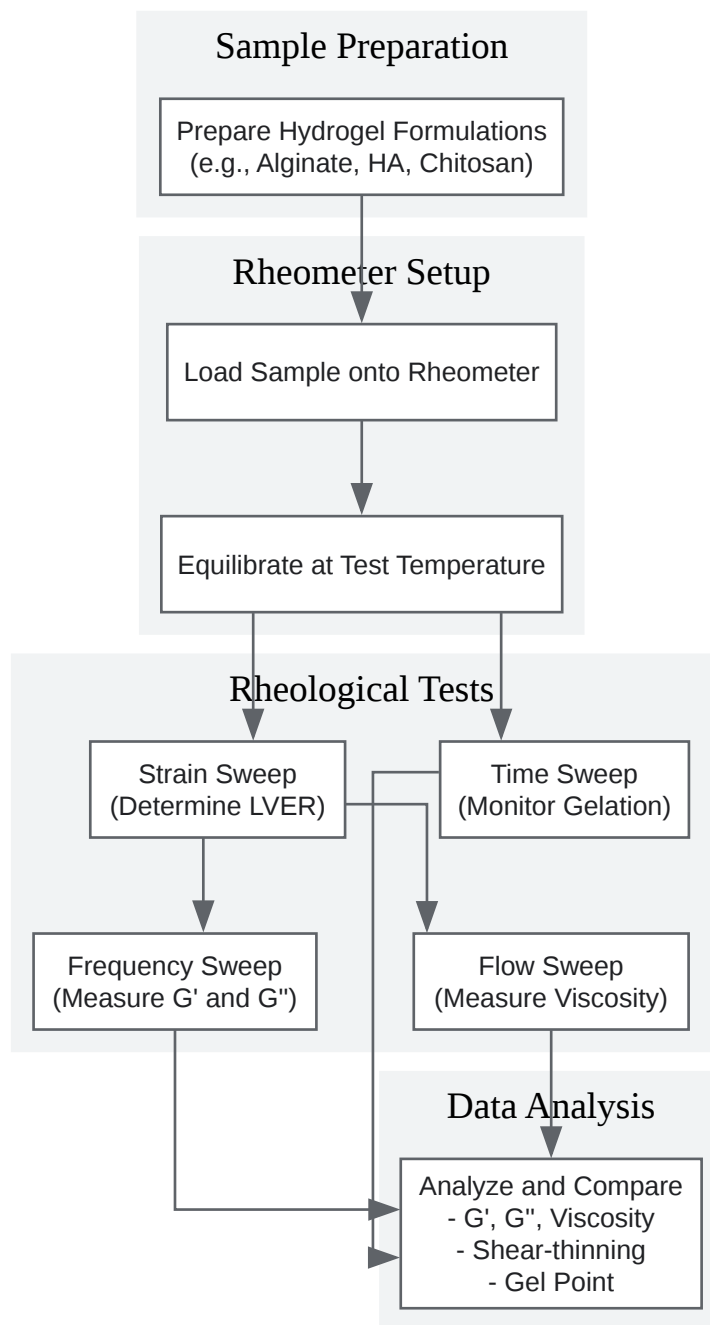 Sample Preparation
Prepare Hydrogel Formulations
(e.g., Alginate, HA, Chitosan)
Rheometer Setup
Load Sample onto Rheometer
Equilibrate at Test Temperature
Rheological Tests
Strain Sweep
(Determine LVER)
Time Sweep
(Monitor Gelation)
Frequency Sweep
(Measure G' and G'')
Flow Sweep
(Measure Viscosity)
Data Analysis
Analyze and Compare
- G', G'', Viscosity
- Shear-thinning
- Gel Point